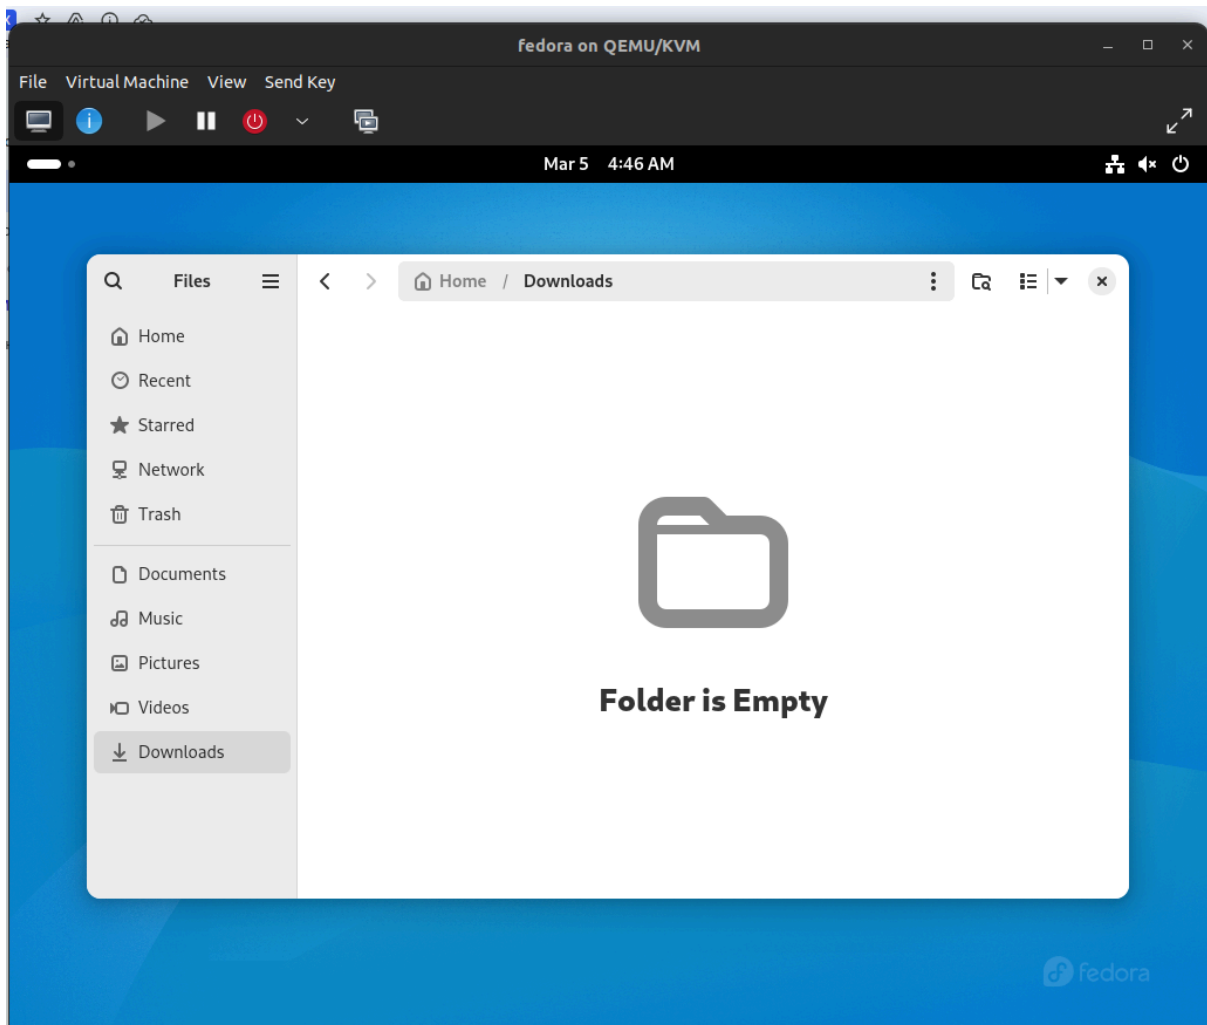 fedora on QEMU/KVM
File Virtual Machine View Send Key
Mar 5 4:46 AM
Files
Home / Downloads
Home
Recent
Starred
Network
Trash
Documents
Music
Pictures
Videos
Downloads
Folder is Empty
fedora